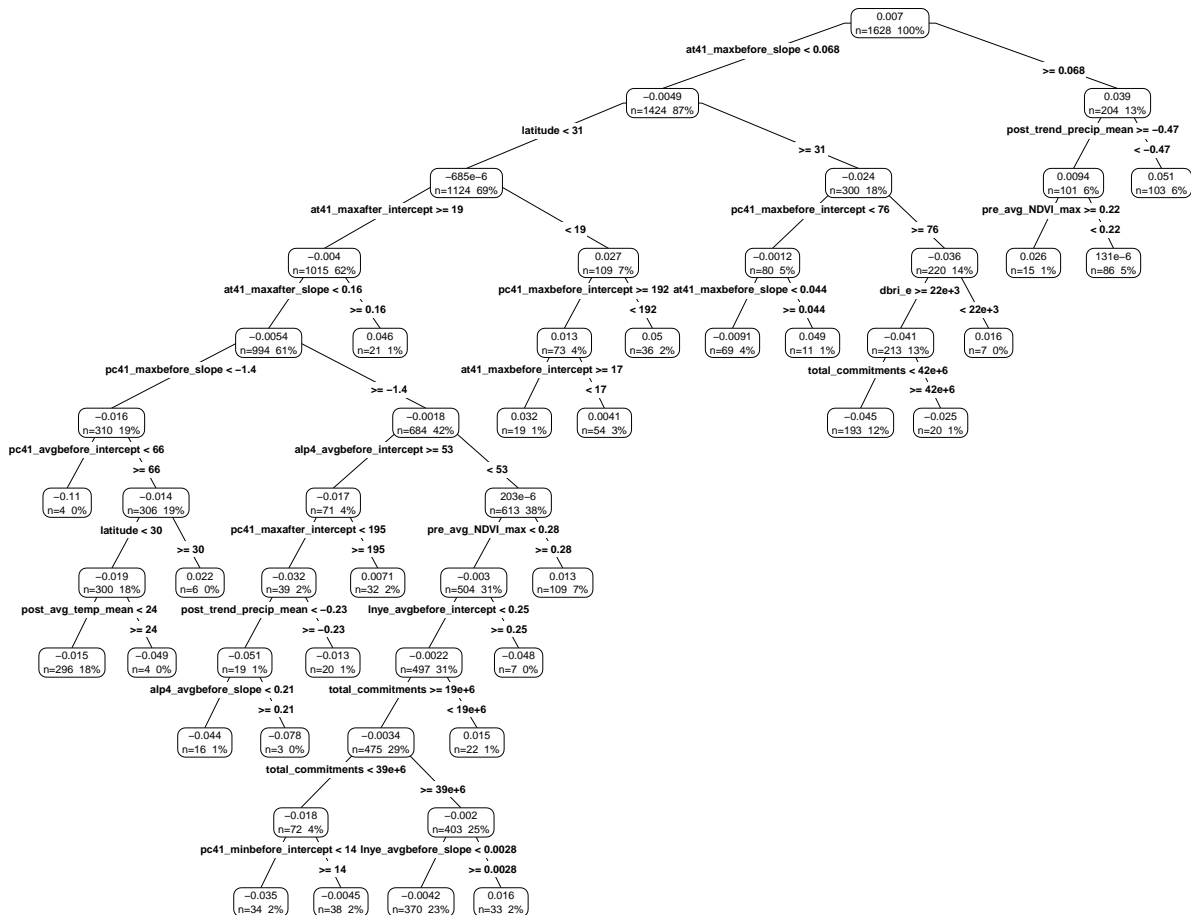 0.007
n=1628 100%
at41_maxbefore_slope < 0.068
>= 0.068
−0.0049
n=1424 87%
0.039
n=204 13%
latitude < 31
>= 31
post_trend_precip_mean >= −0.47
< −0.47
−685e−6
n=1124 69%
−0.024
n=300 18%
0.0094
n=101 6%
0.051
n=103 6%
at41_maxafter_intercept >= 19
< 19
pc41_maxbefore_intercept < 76
>= 76
pre_avg_NDVI_max >= 0.22
< 0.22
−0.004
n=1015 62%
0.027
n=109 7%
−0.0012
n=80 5%
−0.036
n=220 14%
0.026
n=15 1%
131e−6
n=86 5%
at41_maxafter_slope < 0.16
>= 0.16
pc41_maxbefore_intercept >= 192
< 192
at41_maxbefore_slope < 0.044
>= 0.044
dbri_e >= 22e+3
< 22e+3
−0.0054
n=994 61%
0.046
n=21 1%
0.013
n=73 4%
0.05
n=36 2%
−0.0091
n=69 4%
0.049
n=11 1%
−0.041
n=213 13%
0.016
n=7 0%
pc41_maxbefore_slope < −1.4
>= −1.4
at41_maxbefore_intercept >= 17
< 17
total_commitments < 42e+6
>= 42e+6
−0.016
n=310 19%
−0.0018
n=684 42%
0.032
n=19 1%
0.0041
n=54 3%
−0.045
n=193 12%
−0.025
n=20 1%
pc41_avgbefore_intercept < 66
>= 66
alp4_avgbefore_intercept >= 53
< 53
−0.11
n=4 0%
−0.014
n=306 19%
−0.017
n=71 4%
203e−6
n=613 38%
latitude < 30
>= 30
pc41_maxafter_intercept < 195
>= 195
pre_avg_NDVI_max < 0.28
>= 0.28
−0.019
n=300 18%
0.022
n=6 0%
−0.032
n=39 2%
0.0071
n=32 2%
−0.003
n=504 31%
0.013
n=109 7%
post_avg_temp_mean < 24
>= 24
post_trend_precip_mean < −0.23
>= −0.23
lnye_avgbefore_intercept < 0.25
>= 0.25
−0.015
n=296 18%
−0.049
n=4 0%
−0.051
n=19 1%
−0.013
n=20 1%
−0.0022
n=497 31%
−0.048
n=7 0%
alp4_avgbefore_slope < 0.21
>= 0.21
total_commitments >= 19e+6
< 19e+6
−0.044
n=16 1%
−0.078
n=3 0%
−0.0034
n=475 29%
0.015
n=22 1%
total_commitments < 39e+6
>= 39e+6
−0.018
n=72 4%
−0.002
n=403 25%
pc41_minbefore_intercept < 14
>= 14
lnye_avgbefore_slope < 0.0028
>= 0.0028
−0.035
n=34 2%
−0.0045
n=38 2%
−0.0042
n=370 23%
0.016
n=33 2%